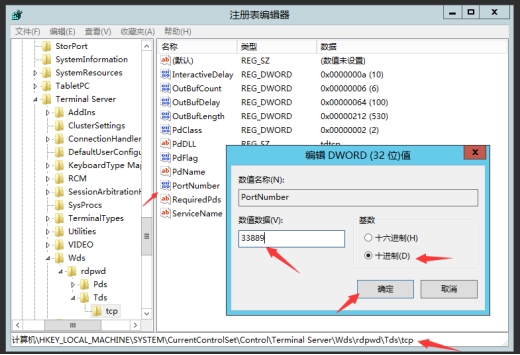 注册表编辑器
文件(F) 编辑(E) 查看(V) 收藏夹(A) 帮助(H)
StorPort
SystemInformation
SystemResources
TabletPC
Terminal Server
AddIns
ClusterSettings
ConnectionHandler
DefaultUserConfigu
KeyboardType Map
RCM
SessionArbitration
SysProcs
TerminalTypes
Utilities
VIDEO
Wds
rdpwd
Pds
Tds
tcp
名称 类型 数据
(默认) REG_SZ (数值未设置)
InteractiveDelay REG_DWORD 0x0000000a (10)
OutBufCount REG_DWORD 0x00000006 (6)
OutBufDelay REG_DWORD 0x00000064 (100)
OutBufLength REG_DWORD 0x00000212 (530)
PdClass REG_DWORD 0x00000002 (2)
PdDLL REG_SZ tdtcp
PdFlag
PdName
PortNumber
RequiredPds
ServiceName
编辑 DWORD (32 位)值
数值名称(N):
PortNumber
数值数据(V):
33889
基数
十六进制(H)
十进制(D)
确定 取消
计算机\HKEY_LOCAL_MACHINE\SYSTEM\CurrentControlSet\Control\Terminal Server\Wds\rdpwd\Tds\tcp